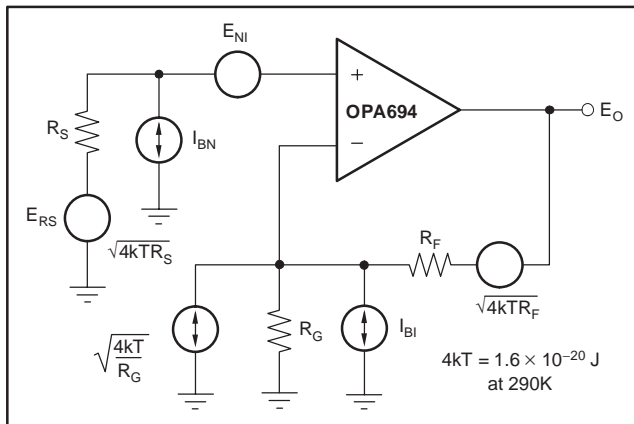 E_NI
+
OPA694
−
E_O
R_S
I_BN
E_RS
√4kTR_S
R_F
√4kTR_F
√4kT/R_G
R_G
I_BI
4kT = 1.6 × 10^−20 J
at 290K